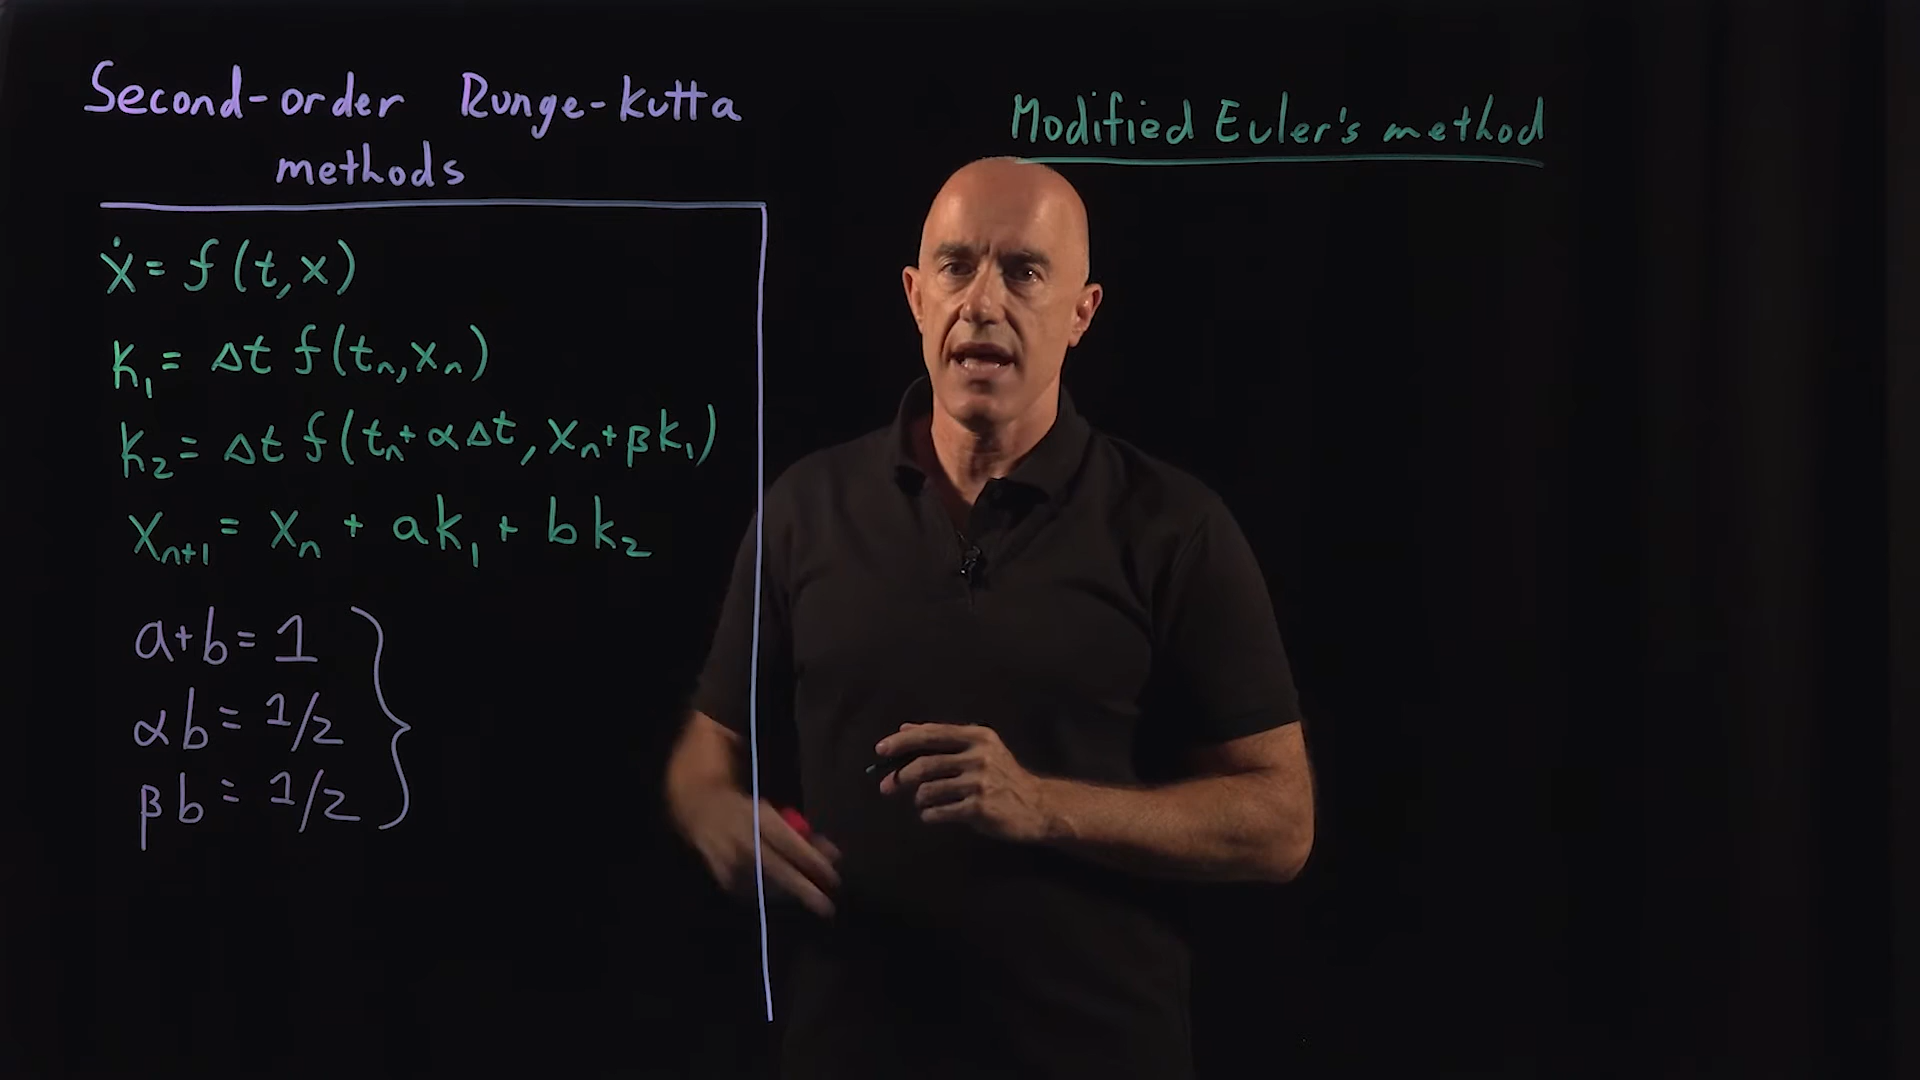 Second-order Runge-Kutta
methods
ẋ = f(t,x)
K₁ = Δt f(tₙ,xₙ)
K₂ = Δt f(tₙ+αΔt, xₙ+βk₁)
xₙ₊₁ = xₙ + ak₁ + bk₂
a+b=1
αb = 1/2
βb = 1/2
Modified Euler's method